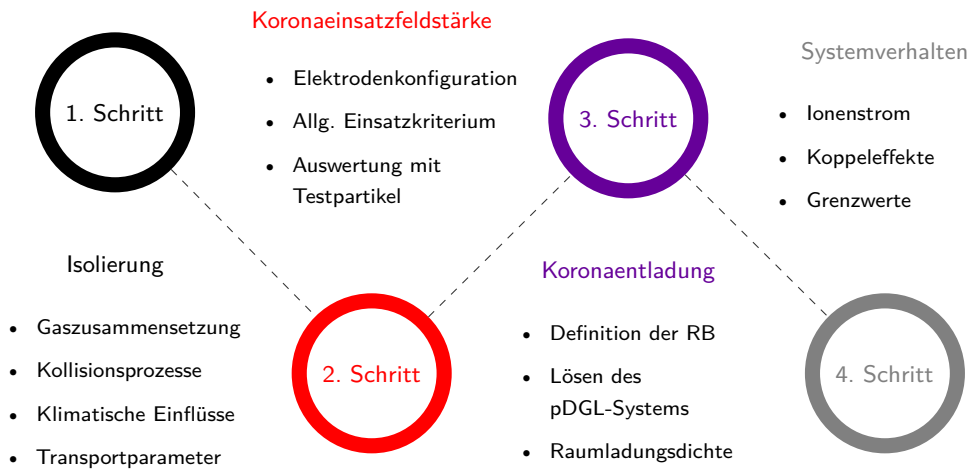 1. Schritt
Isolierung
• Gaszusammensetzung
• Kollisionsprozesse
• Klimatische Einflüsse
• Transportparameter
Koronaeinsatzfeldstärke
• Elektrodenkonfiguration
• Allg. Einsatzkriterium
• Auswertung mit
Testpartikel
2. Schritt
3. Schritt
Koronaentladung
• Definition der RB
• Lösen des
pDGL-Systems
• Raumladungsdichte
Systemverhalten
• Ionenstrom
• Koppeleffekte
• Grenzwerte
4. Schritt